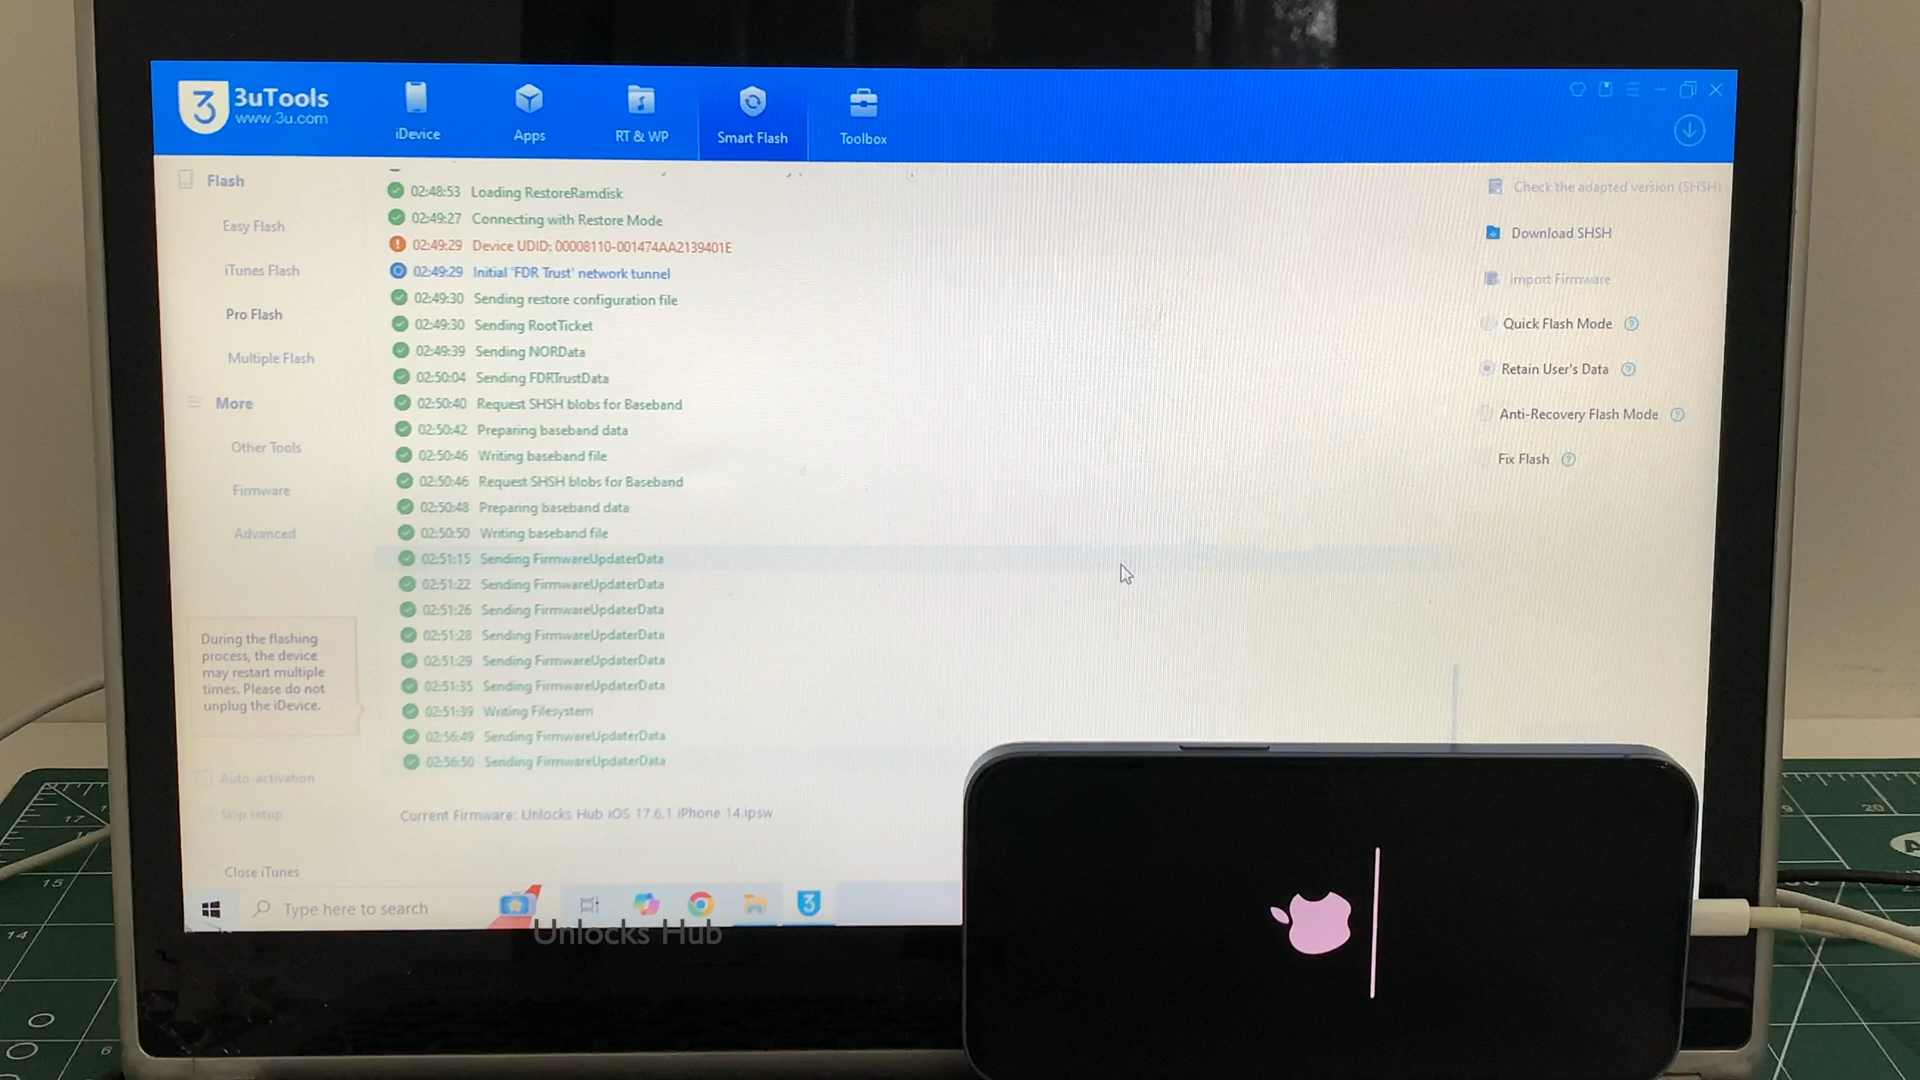 3uTools
www.3u.com
iDevice
Apps
RT & WP
Smart Flash
Toolbox
Flash
Easy Flash
iTunes Flash
Pro Flash
Multiple Flash
More
Other Tools
Firmware
Advanced
During the flashing
process, the device
may restart multiple
times. Please do not
unplug the iDevice.
Auto-activation
Skip setup
Close iTunes
02:48:53 Loading RestoreRamdisk
02:49:27 Connecting with Restore Mode
02:49:29 Device UDID: 00008110-001474AA2139401E
02:49:29 Initial 'FDR Trust' network tunnel
02:49:30 Sending restore configuration file
02:49:30 Sending RootTicket
02:49:39 Sending NORData
02:50:04 Sending FDRTrustData
02:50:40 Request SHSH blobs for Baseband
02:50:42 Preparing baseband data
02:50:46 Writing baseband file
02:50:46 Request SHSH blobs for Baseband
02:50:48 Preparing baseband data
02:50:50 Writing baseband file
02:51:15 Sending FirmwareUpdaterData
02:51:22 Sending FirmwareUpdaterData
02:51:26 Sending FirmwareUpdaterData
02:51:28 Sending FirmwareUpdaterData
02:51:29 Sending FirmwareUpdaterData
02:51:35 Sending FirmwareUpdaterData
02:51:39 Writing Filesystem
02:56:49 Sending FirmwareUpdaterData
02:56:50 Sending FirmwareUpdaterData
Current Firmware: Unlocks Hub iOS 17.6.1 iPhone 14.ipsw
Check the adapted version (SHSH)
Download SHSH
Import Firmware
Quick Flash Mode
Retain User's Data
Anti-Recovery Flash Mode
Fix Flash
Type here to search
Unlocks Hub
17
15
14
6
9
20
A